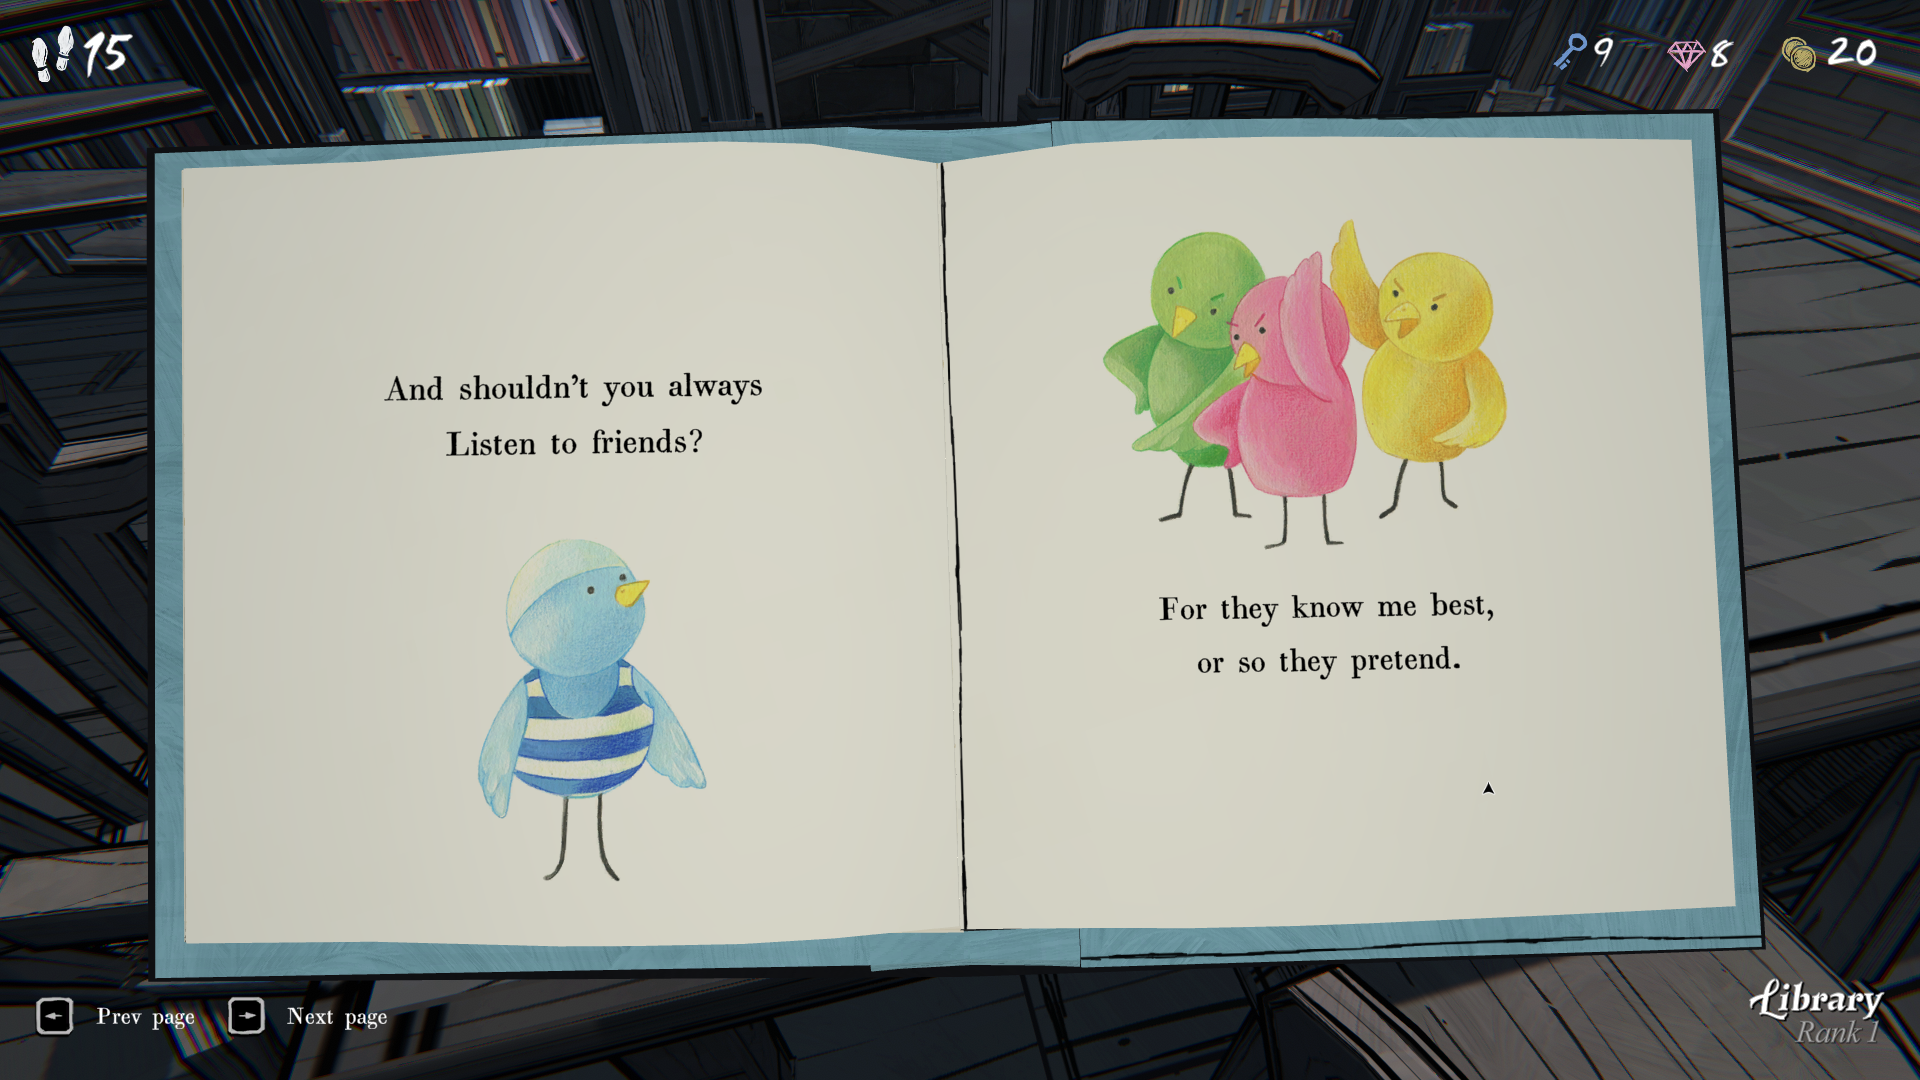 15
9
8
20
And shouldn't you always
Listen to friends?
For they know me best,
or so they pretend.
Prev page
Next page
Library
Rank 1